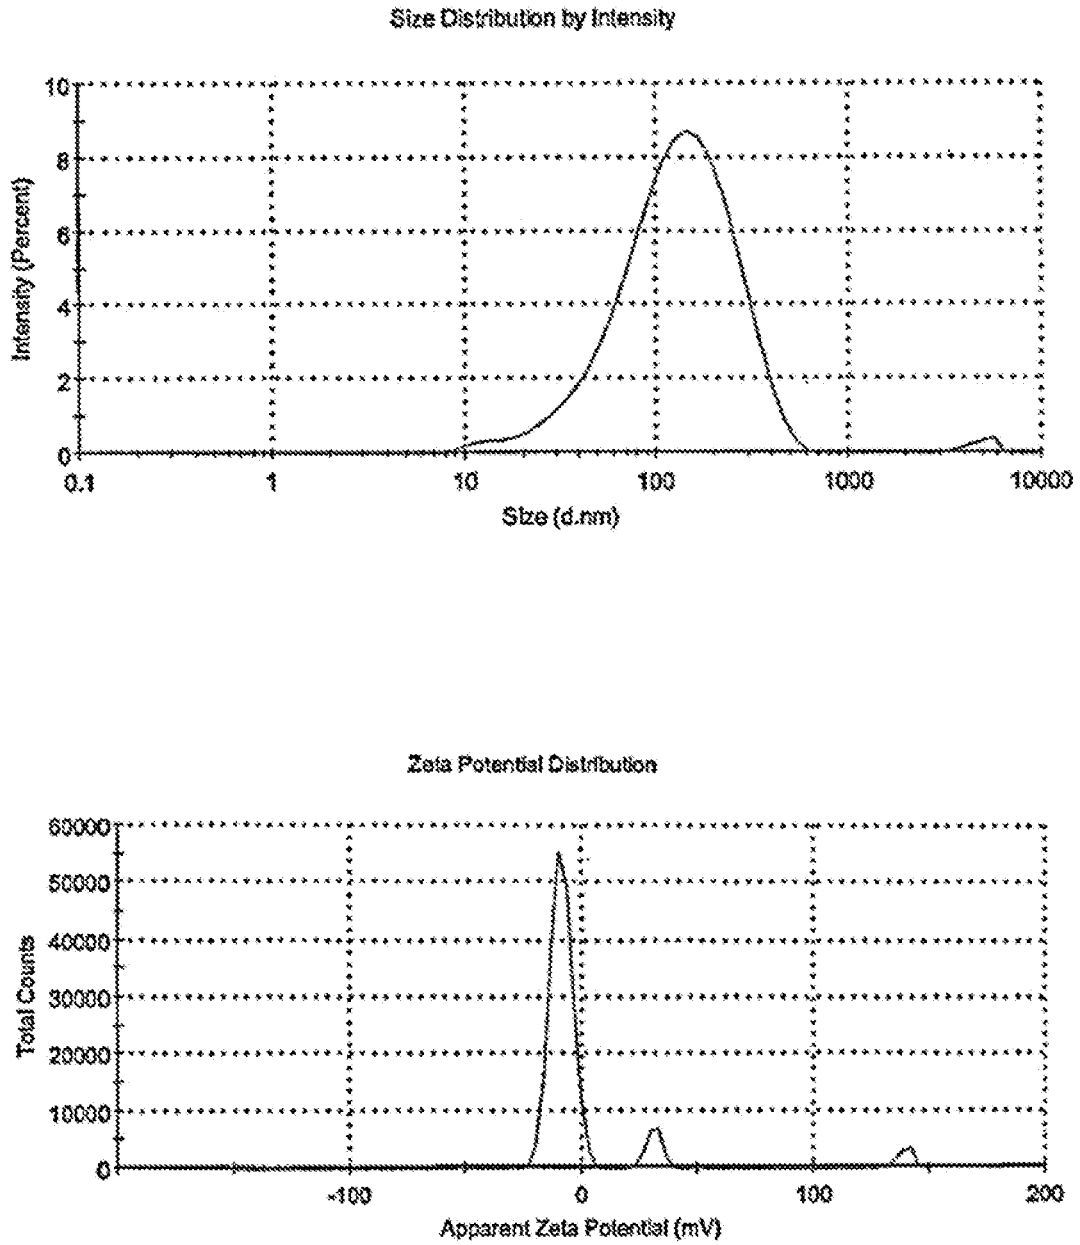 Size Distribution by Intensity
10
8
6
4
2
0
Intensity (Percent)
0.1 1 10 100 1000 10000
Size (d.nm)
Zeta Potential Distribution
60000
50000
40000
30000
20000
10000
0
Total Counts
-100 0 100 200
Apparent Zeta Potential (mV)